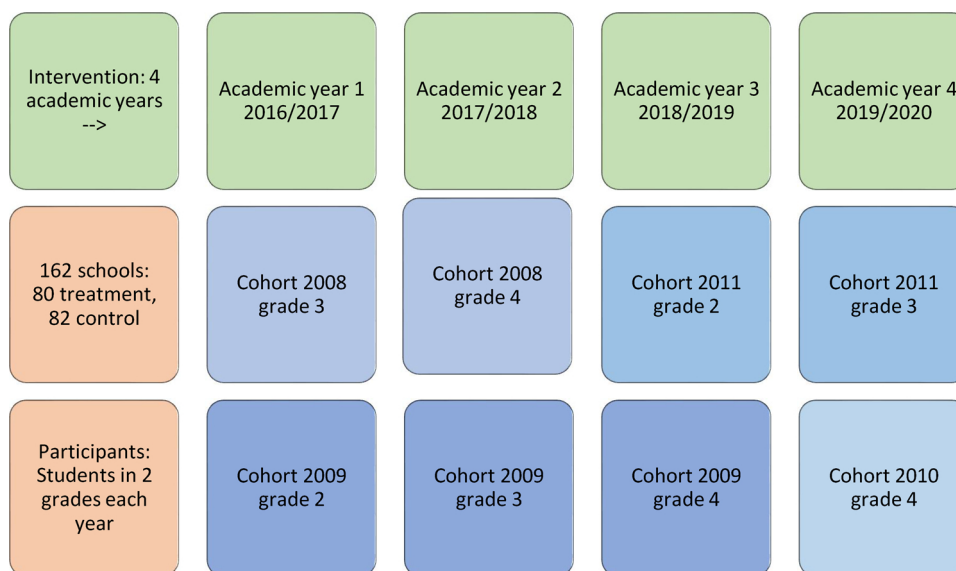 Intervention: 4
academic years
-->
Academic year 1
2016/2017
Academic year 2
2017/2018
Academic year 3
2018/2019
Academic year 4
2019/2020
162 schools:
80 treatment,
82 control
Cohort 2008
grade 3
Cohort 2008
grade 4
Cohort 2011
grade 2
Cohort 2011
grade 3
Participants:
Students in 2
grades each
year
Cohort 2009
grade 2
Cohort 2009
grade 3
Cohort 2009
grade 4
Cohort 2010
grade 4